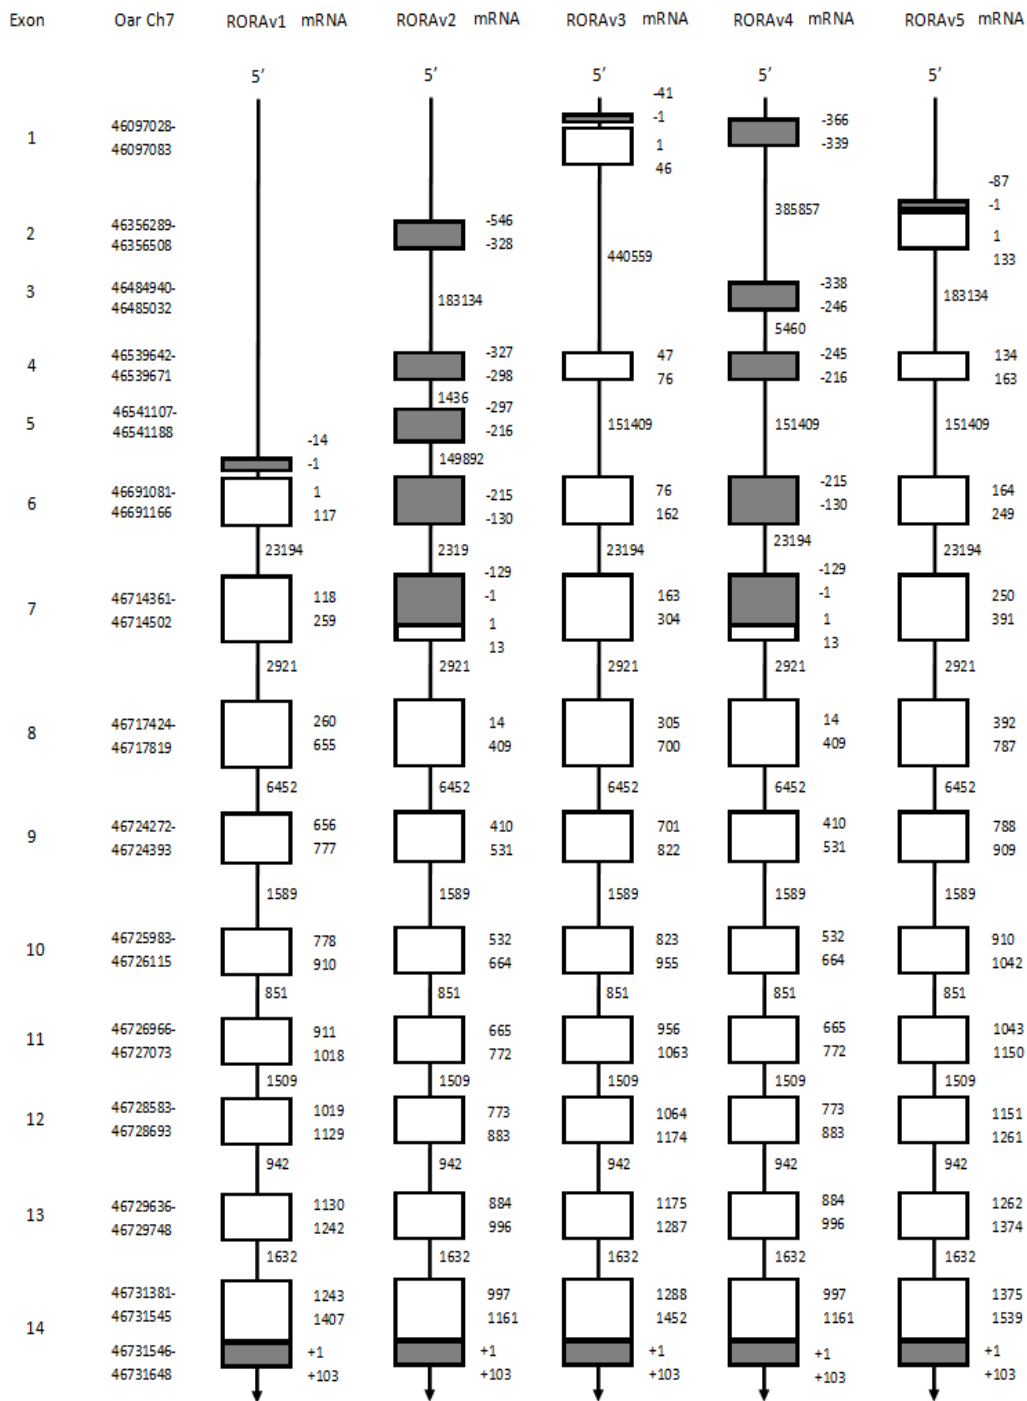 Exon Oar Ch7 RORAv1 mRNA RORAv2 mRNA RORAv3 mRNA RORAv4 mRNA RORAv5 mRNA
5′ 5′ 5′ 5′ 5′
-41
46097028- -1 -366
1
46097083 1 -339
46
-87
385857 -1
46356289- -546
2
46356508 -328 1
440559 133
46484940- -338
3 183134 183134
46485032 -246
5460
46539642- -327 47 -245 134
4
46539671 -298 76 -216 163
1436
46541107- -297
5 151409 151409 151409
46541188 -216
-14
149892
-1
46691081- 1 -215 76 -215 164
6
46691166 117 -130 162 -130 249
23194 2319 23194 23194 23194
-129 -129
46714361- 118 -1 163 -1 250
7
46714502 259 1 304 1 391
13 13
2921 2921 2921 2921 2921
46717424- 260 14 305 14 392
8
46717819 655 409 700 409 787
6452 6452 6452 6452 6452
46724272- 656 410 701 410 788
9
46724393 777 531 822 531 909
1589 1589 1589 1589 1589
46725983- 778 532 823 532 910
10
46726115 910 664 955 664 1042
851 851 851 851 851
46726966- 911 665 956 665 1043
11
46727073 1018 772 1063 772 1150
1509 1509 1509 1509 1509
46728583- 1019 773 1064 773 1151
12
46728693 1129 883 1174 883 1261
942 942 942 942 942
46729636- 1130 884 1175 884 1262
13
46729748 1242 996 1287 996 1374
1632 1632 1632 1632 1632
46731381- 1243 997 1288 997 1375
46731545 1407 1161 1452 1161 1539
14
46731546- +1 +1 +1 +1 +1
46731648 +103 +103 +103 +103 +103